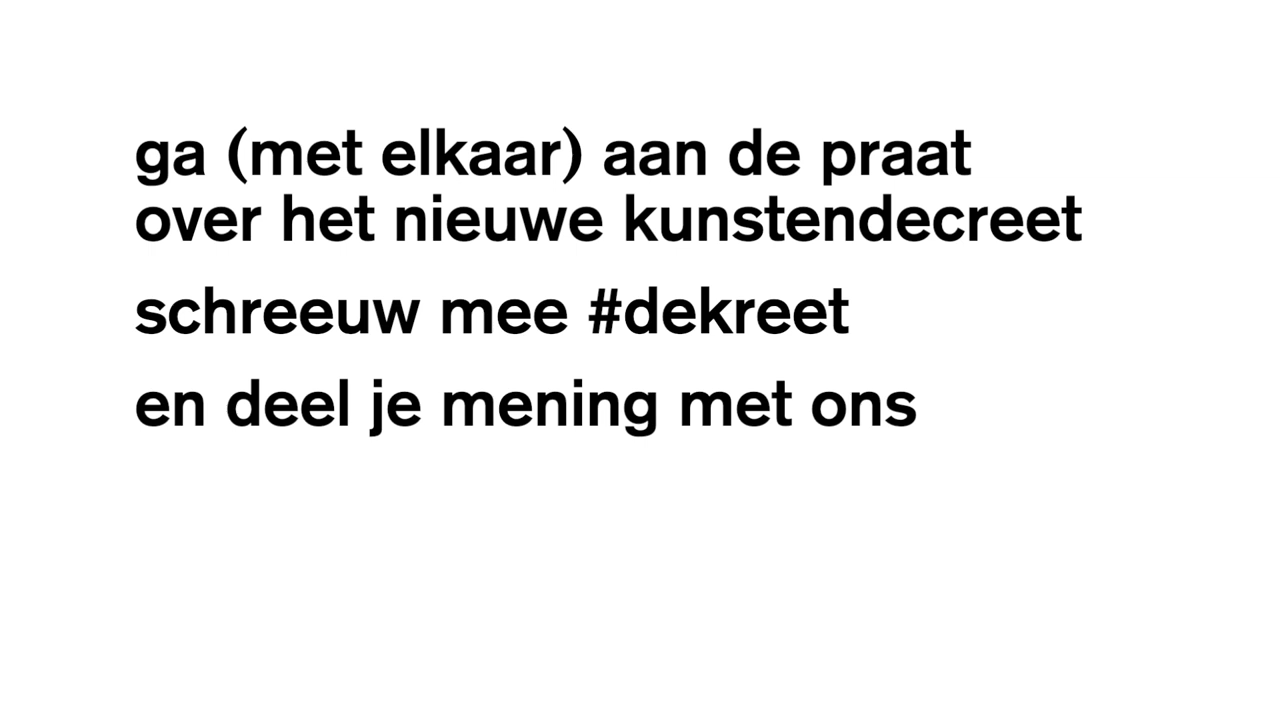 ga (met elkaar) aan de praat
over het nieuwe kunstendecreet
schreeuw mee #dekreet
en deel je mening met ons